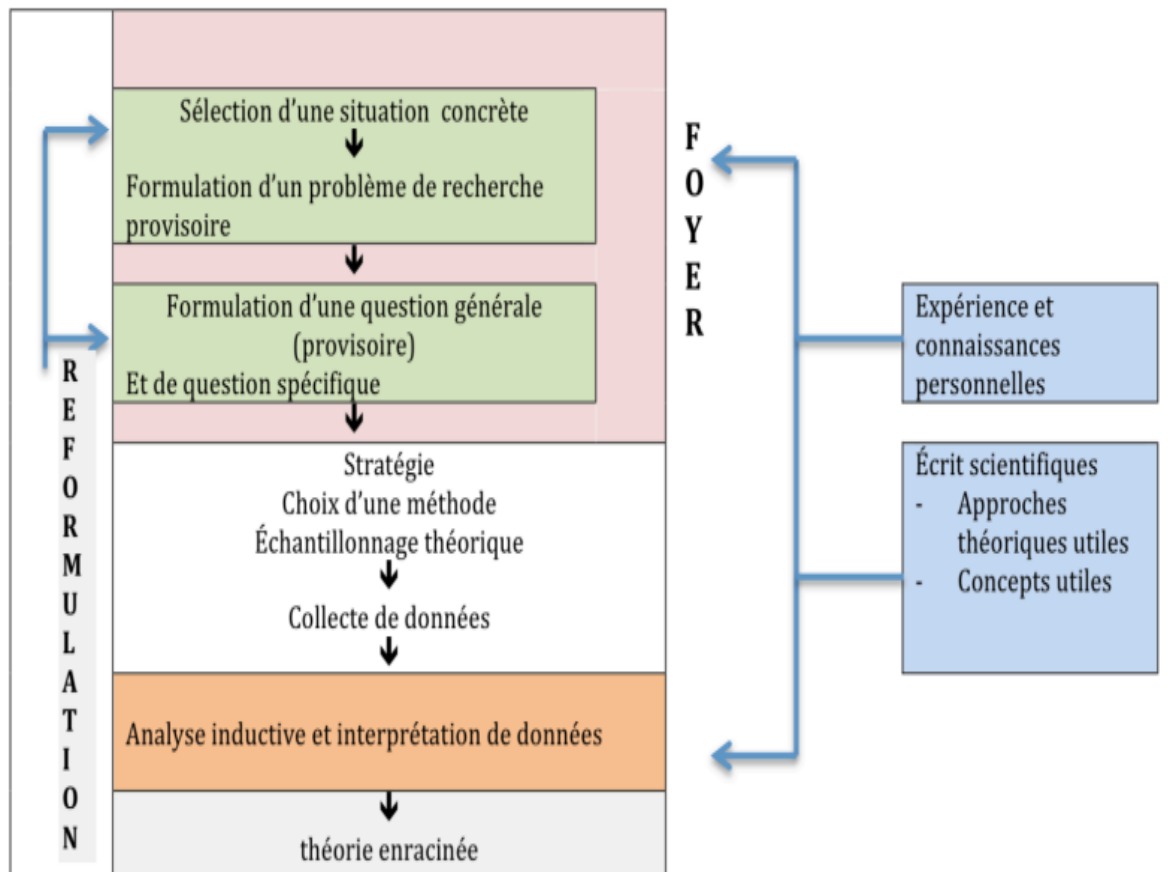 Sélection d'une situation concrète
Formulation d'un problème de recherche
provisoire
Formulation d'une question générale
(provisoire)
Et de question spécifique
Stratégie
Choix d'une méthode
Échantillonnage théorique
Collecte de données
Analyse inductive et interprétation de données
théorie enracinée
REFORMULATION
FOYER
Expérience et
connaissances
personnelles
Écrit scientifiques
- Approches
théoriques utiles
- Concepts utiles